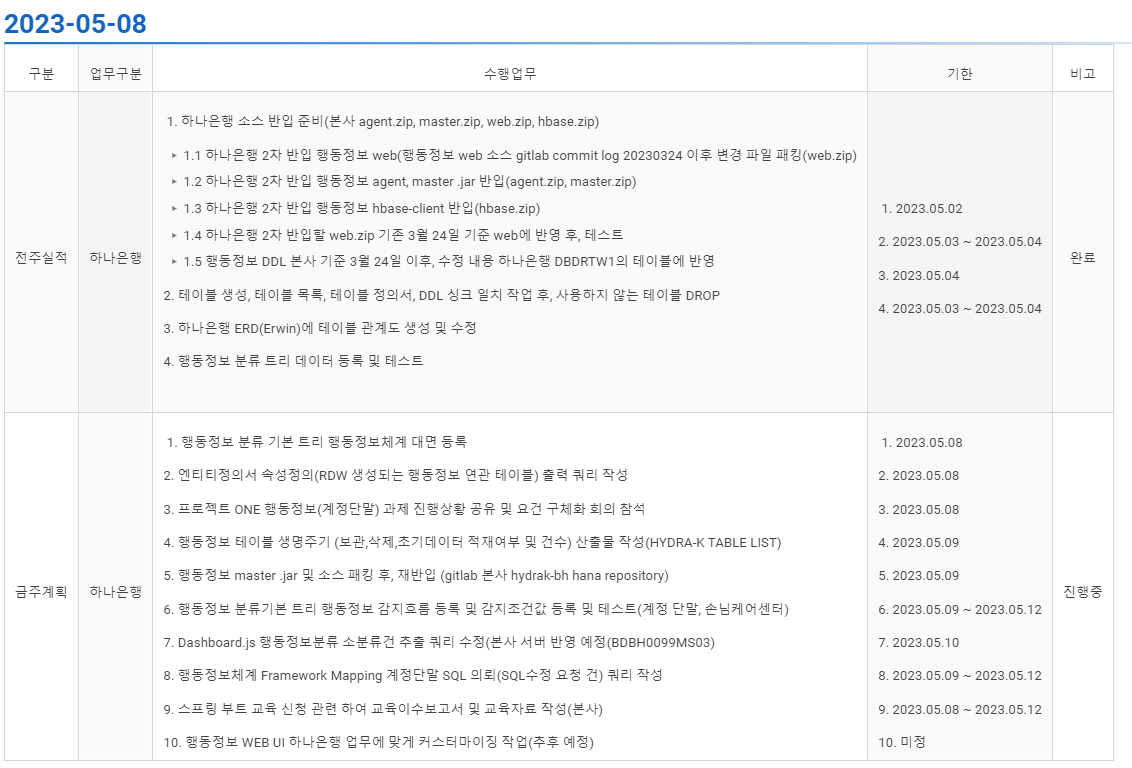 2023-05-08
구분 업무구분 수행업무 기한 비고
전주실적
하나은행
1. 하나은행 소스 반입 준비(본사 agent.zip, master.zip, web.zip, hbase.zip)
▸ 1.1 하나은행 2차 반입 행동정보 web(행동정보 web 소스 gitlab commit log 20230324 이후 변경 파일 패킹(web.zip)
▸ 1.2 하나은행 2차 반입 행동정보 agent, master .jar 반입(agent.zip, master.zip)
▸ 1.3 하나은행 2차 반입 행동정보 hbase-client 반입(hbase.zip)
▸ 1.4 하나은행 2차 반입할 web.zip 기존 3월 24일 기준 web에 반영 후, 테스트
▸ 1.5 행동정보 DDL 본사 기준 3월 24일 이후, 수정 내용 하나은행 DBDRTW1의 테이블에 반영
2. 테이블 생성, 테이블 목록, 테이블 정의서, DDL 싱크 일치 작업 후, 사용하지 않는 테이블 DROP
3. 하나은행 ERD(Erwin)에 테이블 관계도 생성 및 수정
4. 행동정보 분류 트리 데이터 등록 및 테스트
1. 2023.05.02
2. 2023.05.03 ~ 2023.05.04
3. 2023.05.04
4. 2023.05.03 ~ 2023.05.04
완료
금주계획
하나은행
1. 행동정보 분류 기본 트리 행동정보체계 대면 등록
2. 엔티티정의서 속성정의(RDW 생성되는 행동정보 연관 테이블) 출력 쿼리 작성
3. 프로젝트 ONE 행동정보(계정단말) 과제 진행상황 공유 및 요건 구체화 회의 참석
4. 행동정보 테이블 생명주기 (보관,삭제,초기데이터 적재여부 및 건수) 산출물 작성(HYDRA-K TABLE LIST)
5. 행동정보 master .jar 및 소스 패킹 후, 재반입 (gitlab 본사 hydrak-bh hana repository)
6. 행동정보 분류기본 트리 행동정보 감지흐름 등록 및 감지조건값 등록 및 테스트(계정 단말, 손님케어센터)
7. Dashboard.js 행동정보분류 소분류건 추출 쿼리 수정(본사 서버 반영 예정(BDBH0099MS03)
8. 행동정보체계 Framework Mapping 계정단말 SQL 의뢰(SQL수정 요청 건) 쿼리 작성
9. 스프링 부트 교육 신청 관련 하여 교육이수보고서 및 교육자료 작성(본사)
10. 행동정보 WEB UI 하나은행 업무에 맞게 커스터마이징 작업(추후 예정)
1. 2023.05.08
2. 2023.05.08
3. 2023.05.08
4. 2023.05.09
5. 2023.05.09
6. 2023.05.09 ~ 2023.05.12
7. 2023.05.10
8. 2023.05.09 ~ 2023.05.12
9. 2023.05.08 ~ 2023.05.12
10. 미정
진행중